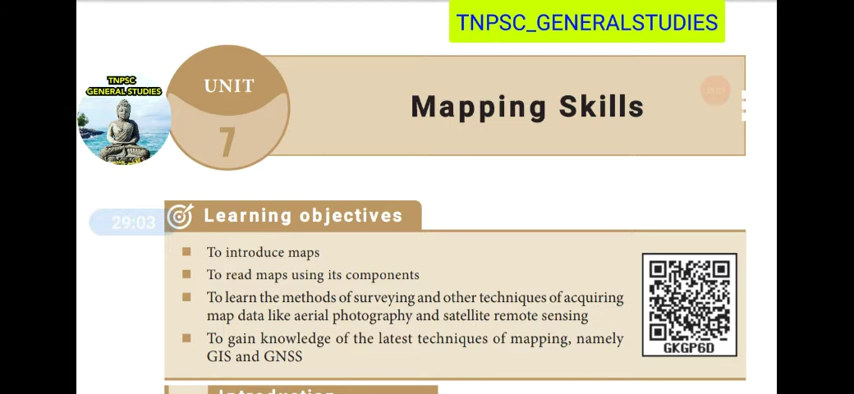 TNPSC_GENERALSTUDIES
TNPSC
GENERAL STUDIES
UNIT
7
Mapping Skills
29:03
Learning objectives
To introduce maps
To read maps using its components
To learn the methods of surveying and other techniques of acquiring
map data like aerial photography and satellite remote sensing
To gain knowledge of the latest techniques of mapping, namely
GIS and GNSS
GKGP6D
Introduction